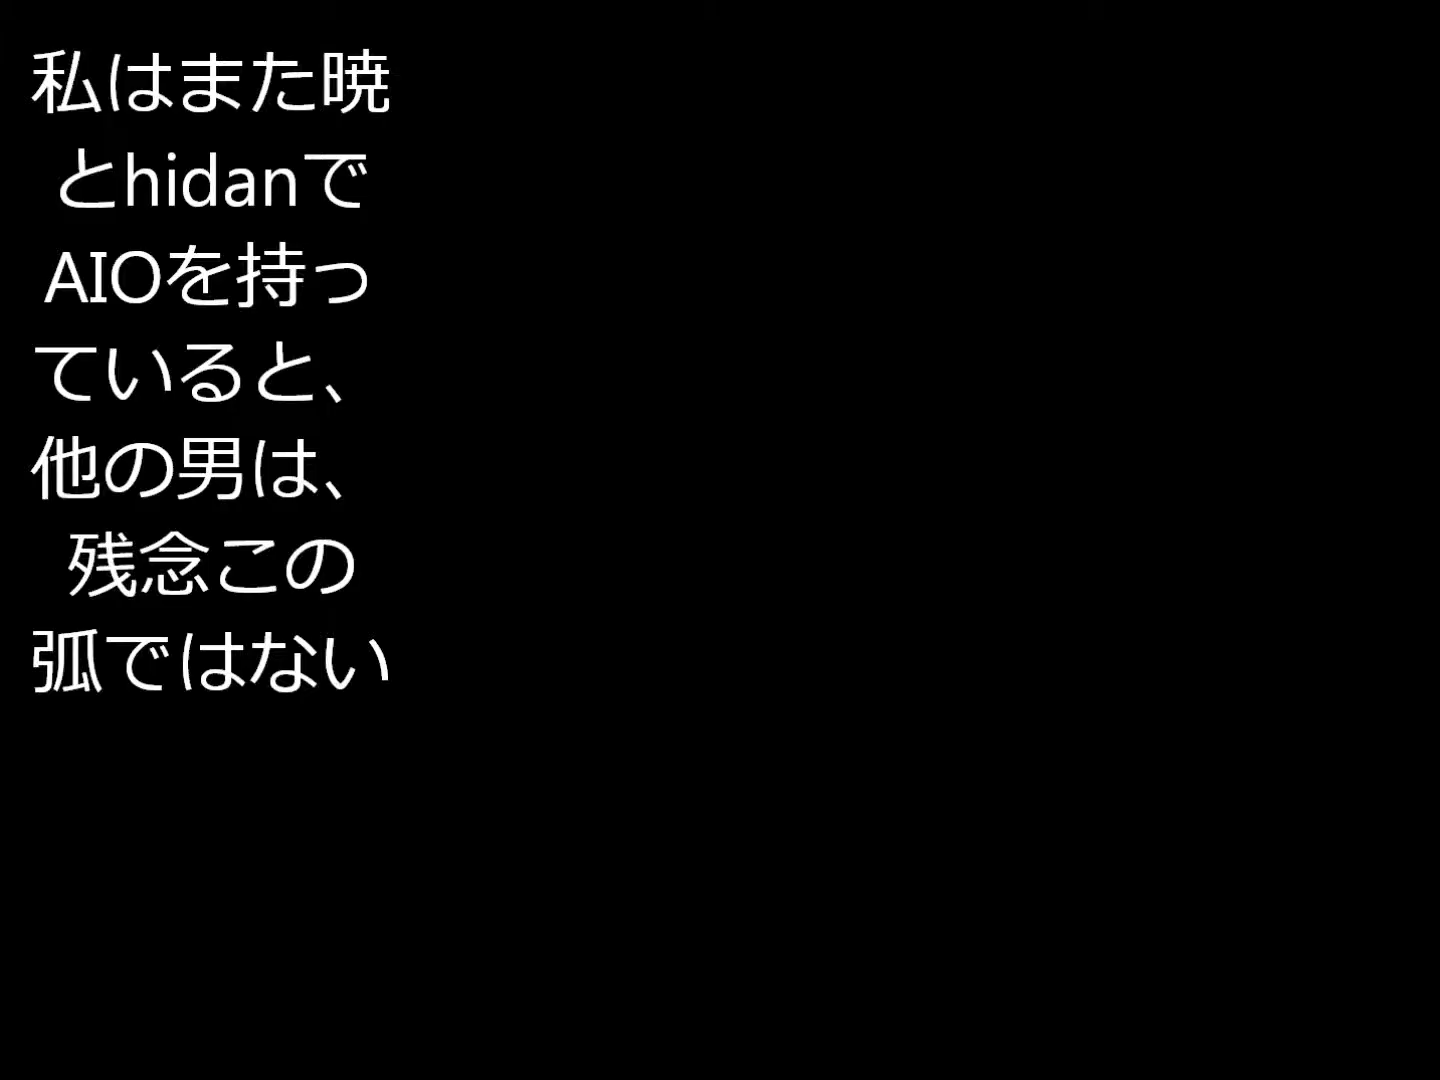 私はまた暁
とhidanで
AIOを持っ
ていると、
他の男は、
残念この
弧ではない